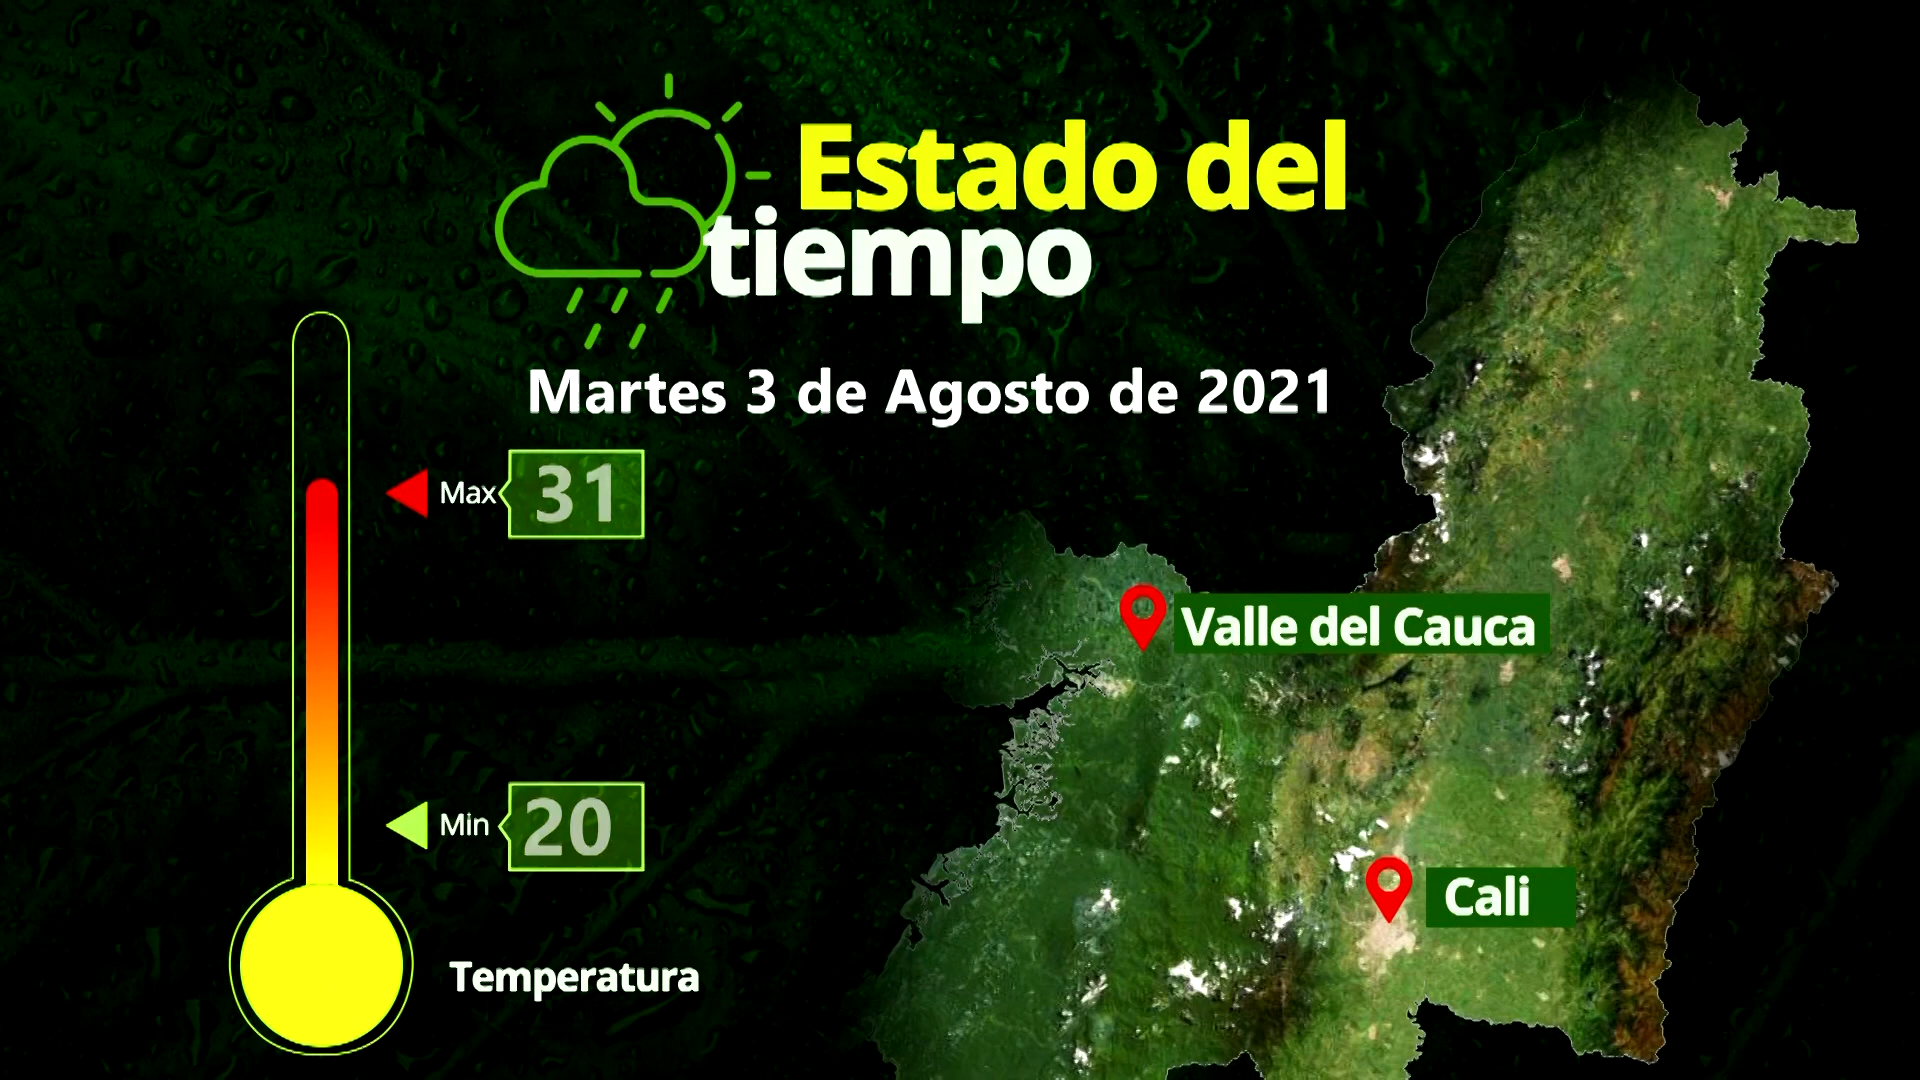 Estado del
tiempo
Martes 3 de Agosto de 2021
Max 31
Valle del Cauca
Min 20
Cali
Temperatura